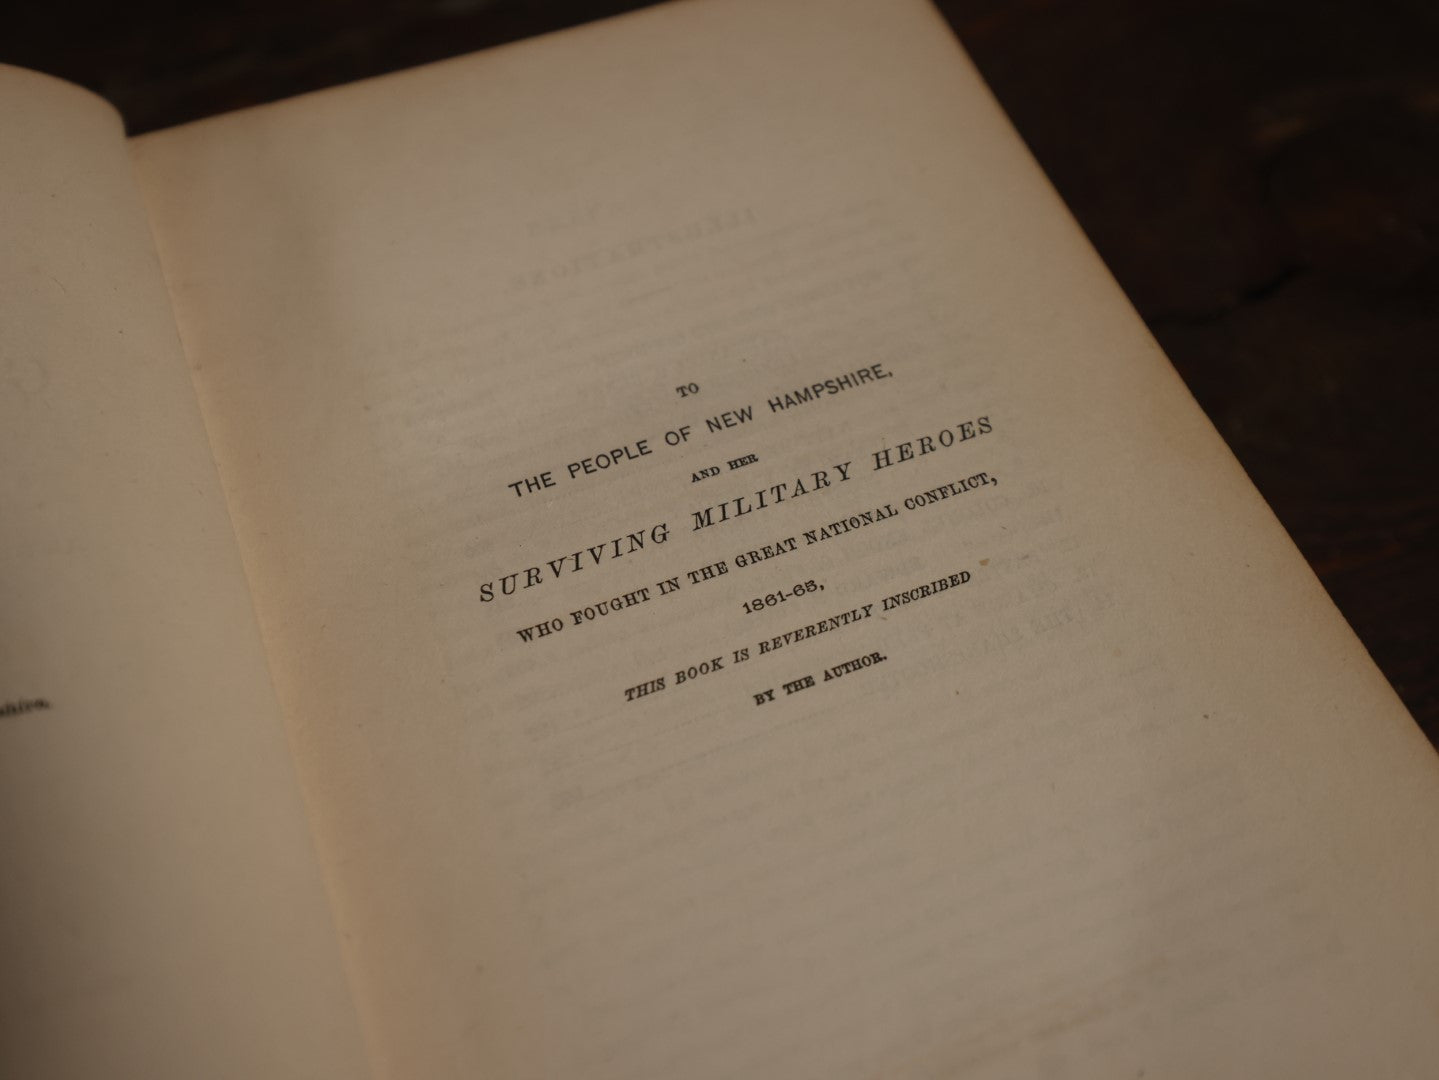 TO
THE PEOPLE OF NEW HAMPSHIRE,
AND HER
SURVIVING MILITARY HEROES
WHO FOUGHT IN THE GREAT NATIONAL CONFLICT,
1861-65,
THIS BOOK IS REVERENTLY INSCRIBED
BY THE AUTHOR.